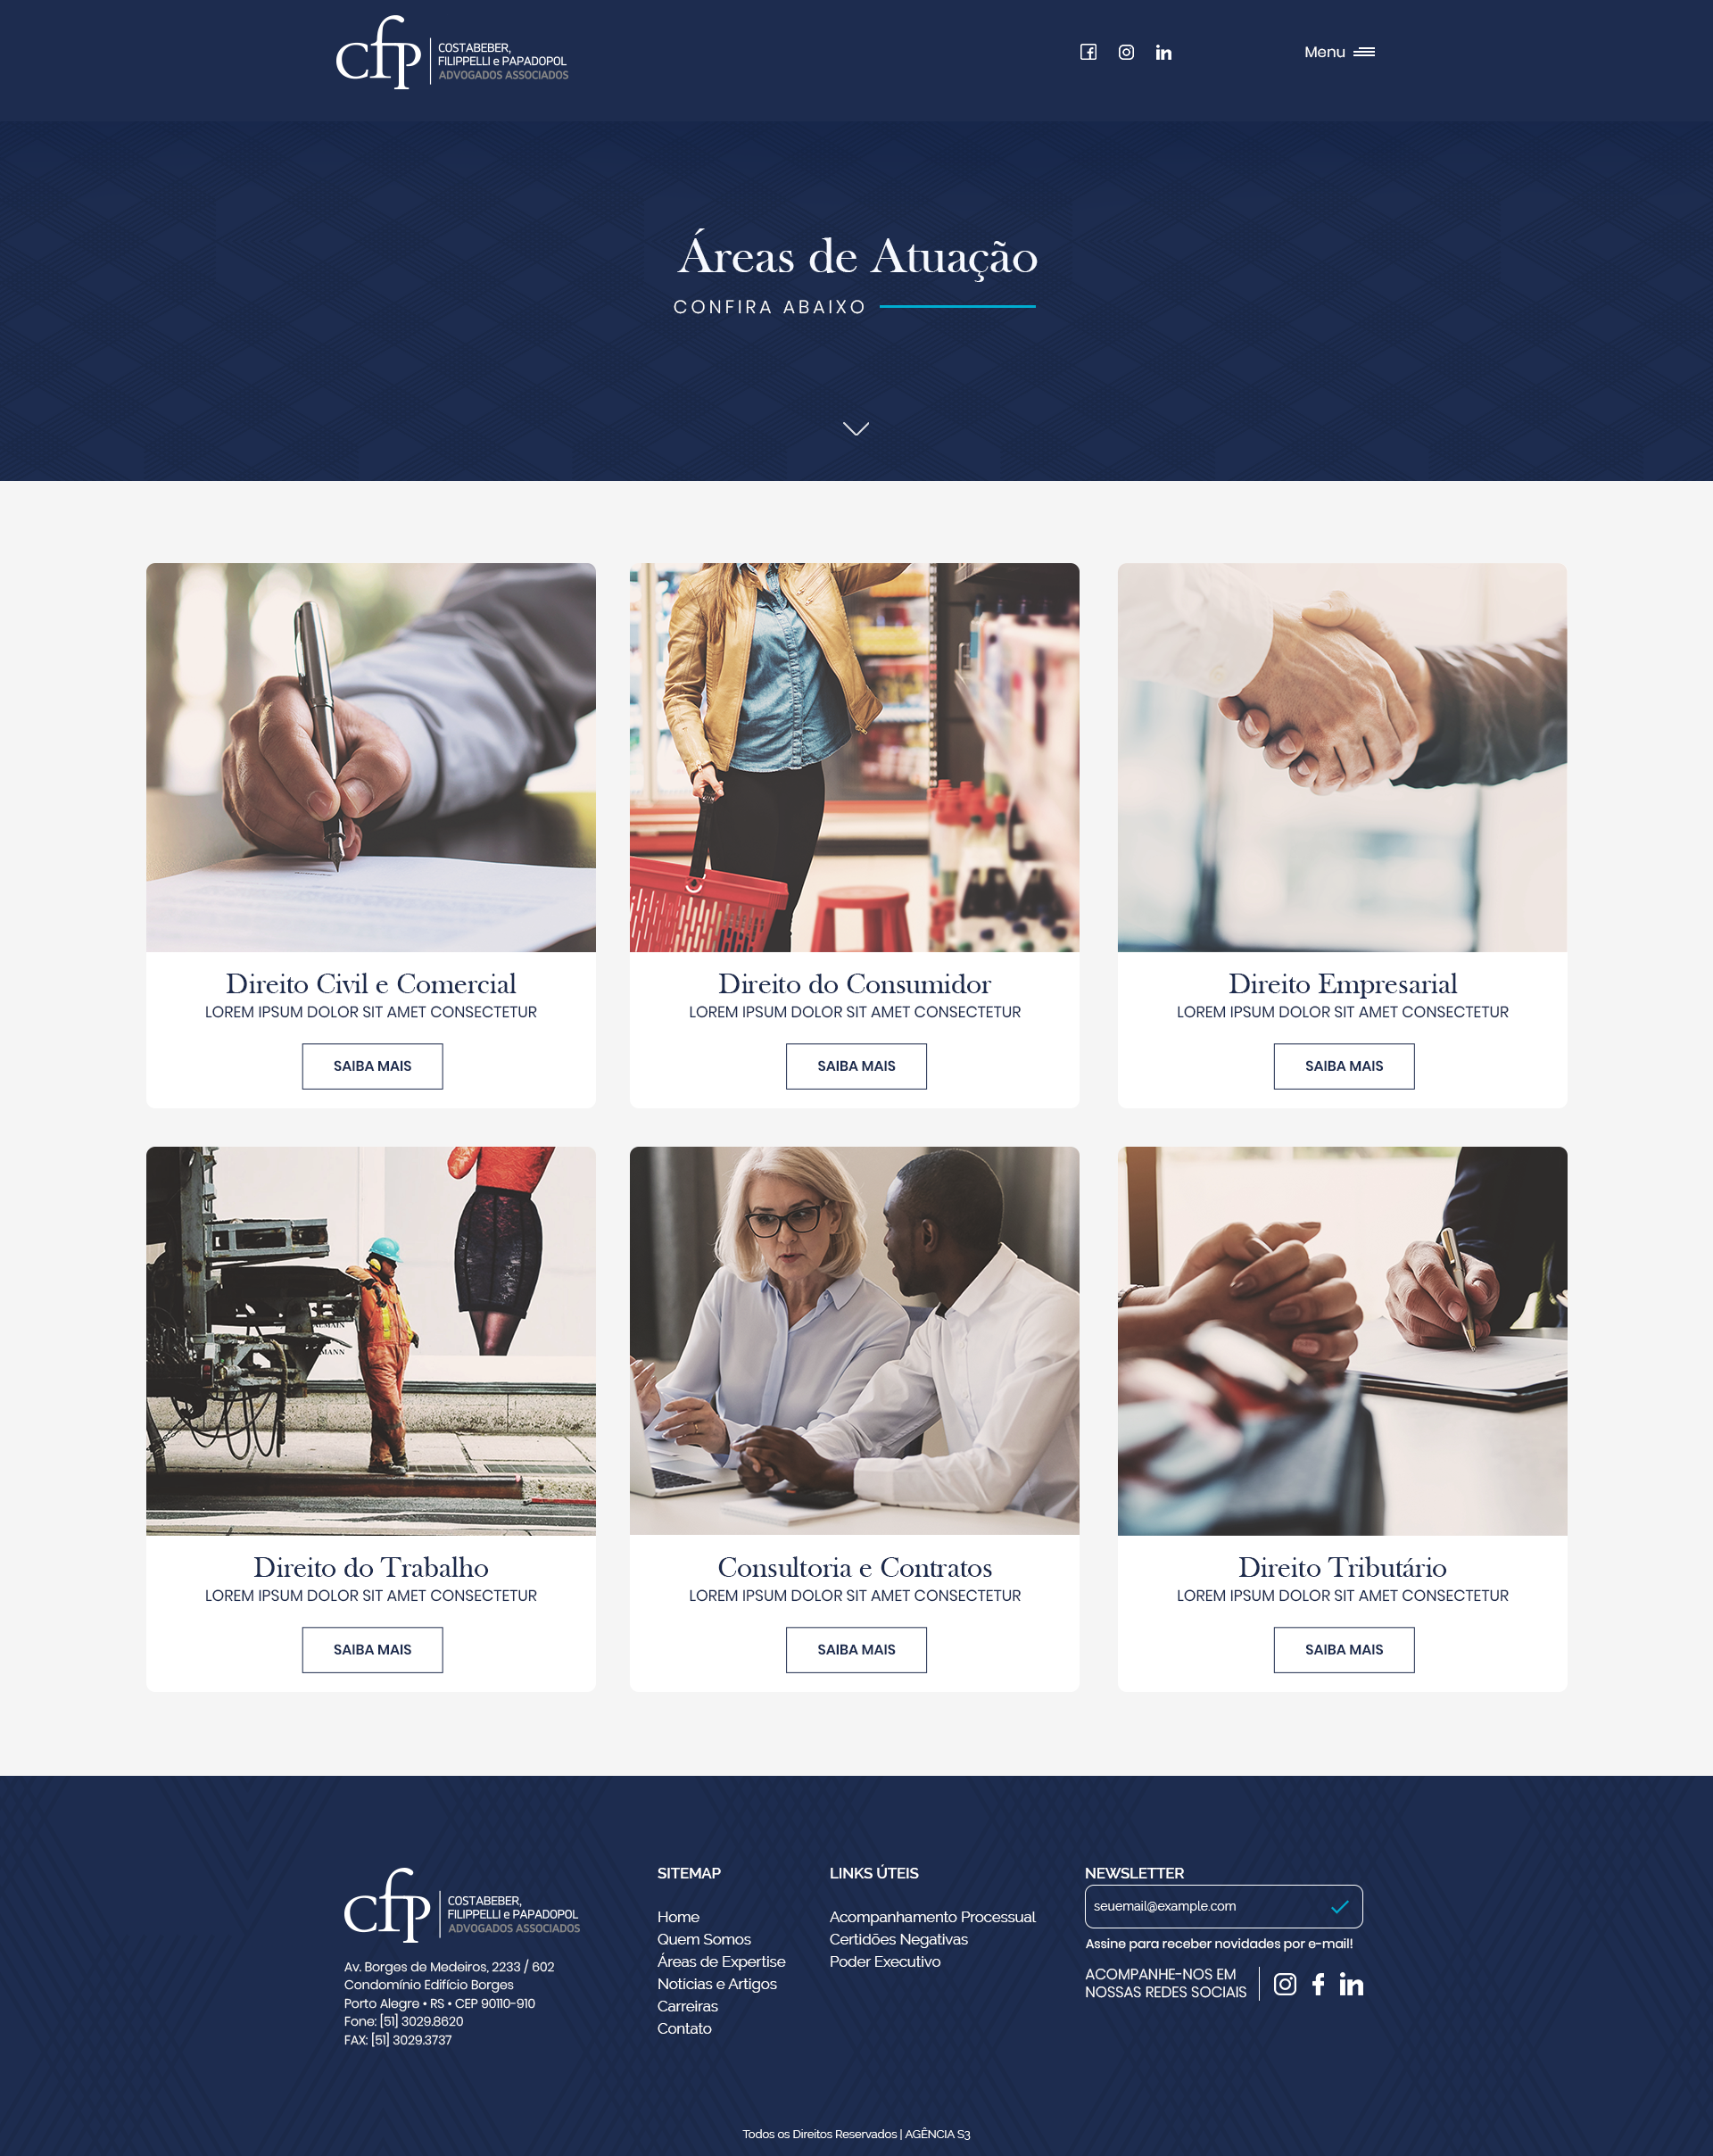 cfp
COSTABEBER,
FILIPPELLI e PAPADOPOL
ADVOGADOS ASSOCIADOS
Menu
Áreas de Atuação
CONFIRA ABAIXO
Direito Civil e Comercial
LOREM IPSUM DOLOR SIT AMET CONSECTETUR
SAIBA MAIS
Direito do Consumidor
LOREM IPSUM DOLOR SIT AMET CONSECTETUR
SAIBA MAIS
Direito Empresarial
LOREM IPSUM DOLOR SIT AMET CONSECTETUR
SAIBA MAIS
Direito do Trabalho
LOREM IPSUM DOLOR SIT AMET CONSECTETUR
SAIBA MAIS
Consultoria e Contratos
LOREM IPSUM DOLOR SIT AMET CONSECTETUR
SAIBA MAIS
Direito Tributário
LOREM IPSUM DOLOR SIT AMET CONSECTETUR
SAIBA MAIS
cfp
COSTABEBER,
FILIPPELLI e PAPADOPOL
ADVOGADOS ASSOCIADOS
Av. Borges de Medeiros, 2233 / 602
Condomínio Edifício Borges
Porto Alegre • RS • CEP 90110-910
Fone: [51] 3029.8620
FAX: [51] 3029.3737
SITEMAP
Home
Quem Somos
Áreas de Expertise
Notícias e Artigos
Carreiras
Contato
LINKS ÚTEIS
Acompanhamento Processual
Certidões Negativas
Poder Executivo
NEWSLETTER
seuemail@example.com
Assine para receber novidades por e-mail!
ACOMPANHE-NOS EM
NOSSAS REDES SOCIAIS
Todos os Direitos Reservados | AGÊNCIA S3